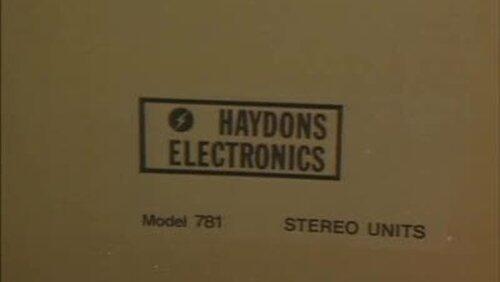 HAYDONS
ELECTRONICS
Model 781 STEREO UNITS